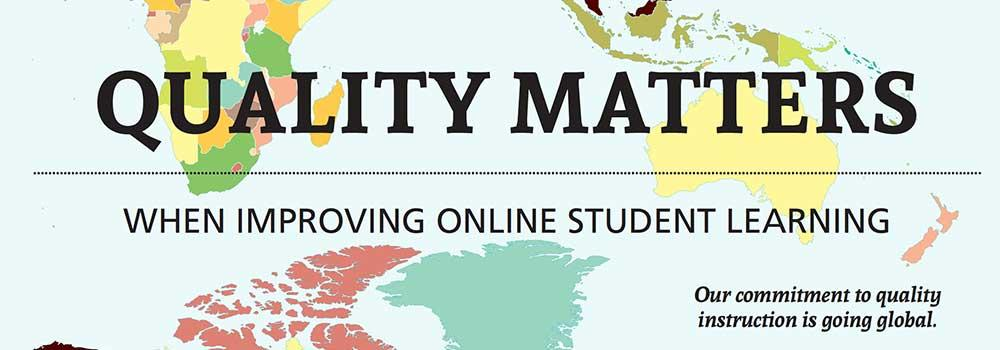 QUALITY MATTERS
WHEN IMPROVING ONLINE STUDENT LEARNING
Our commitment to quality
instruction is going global.